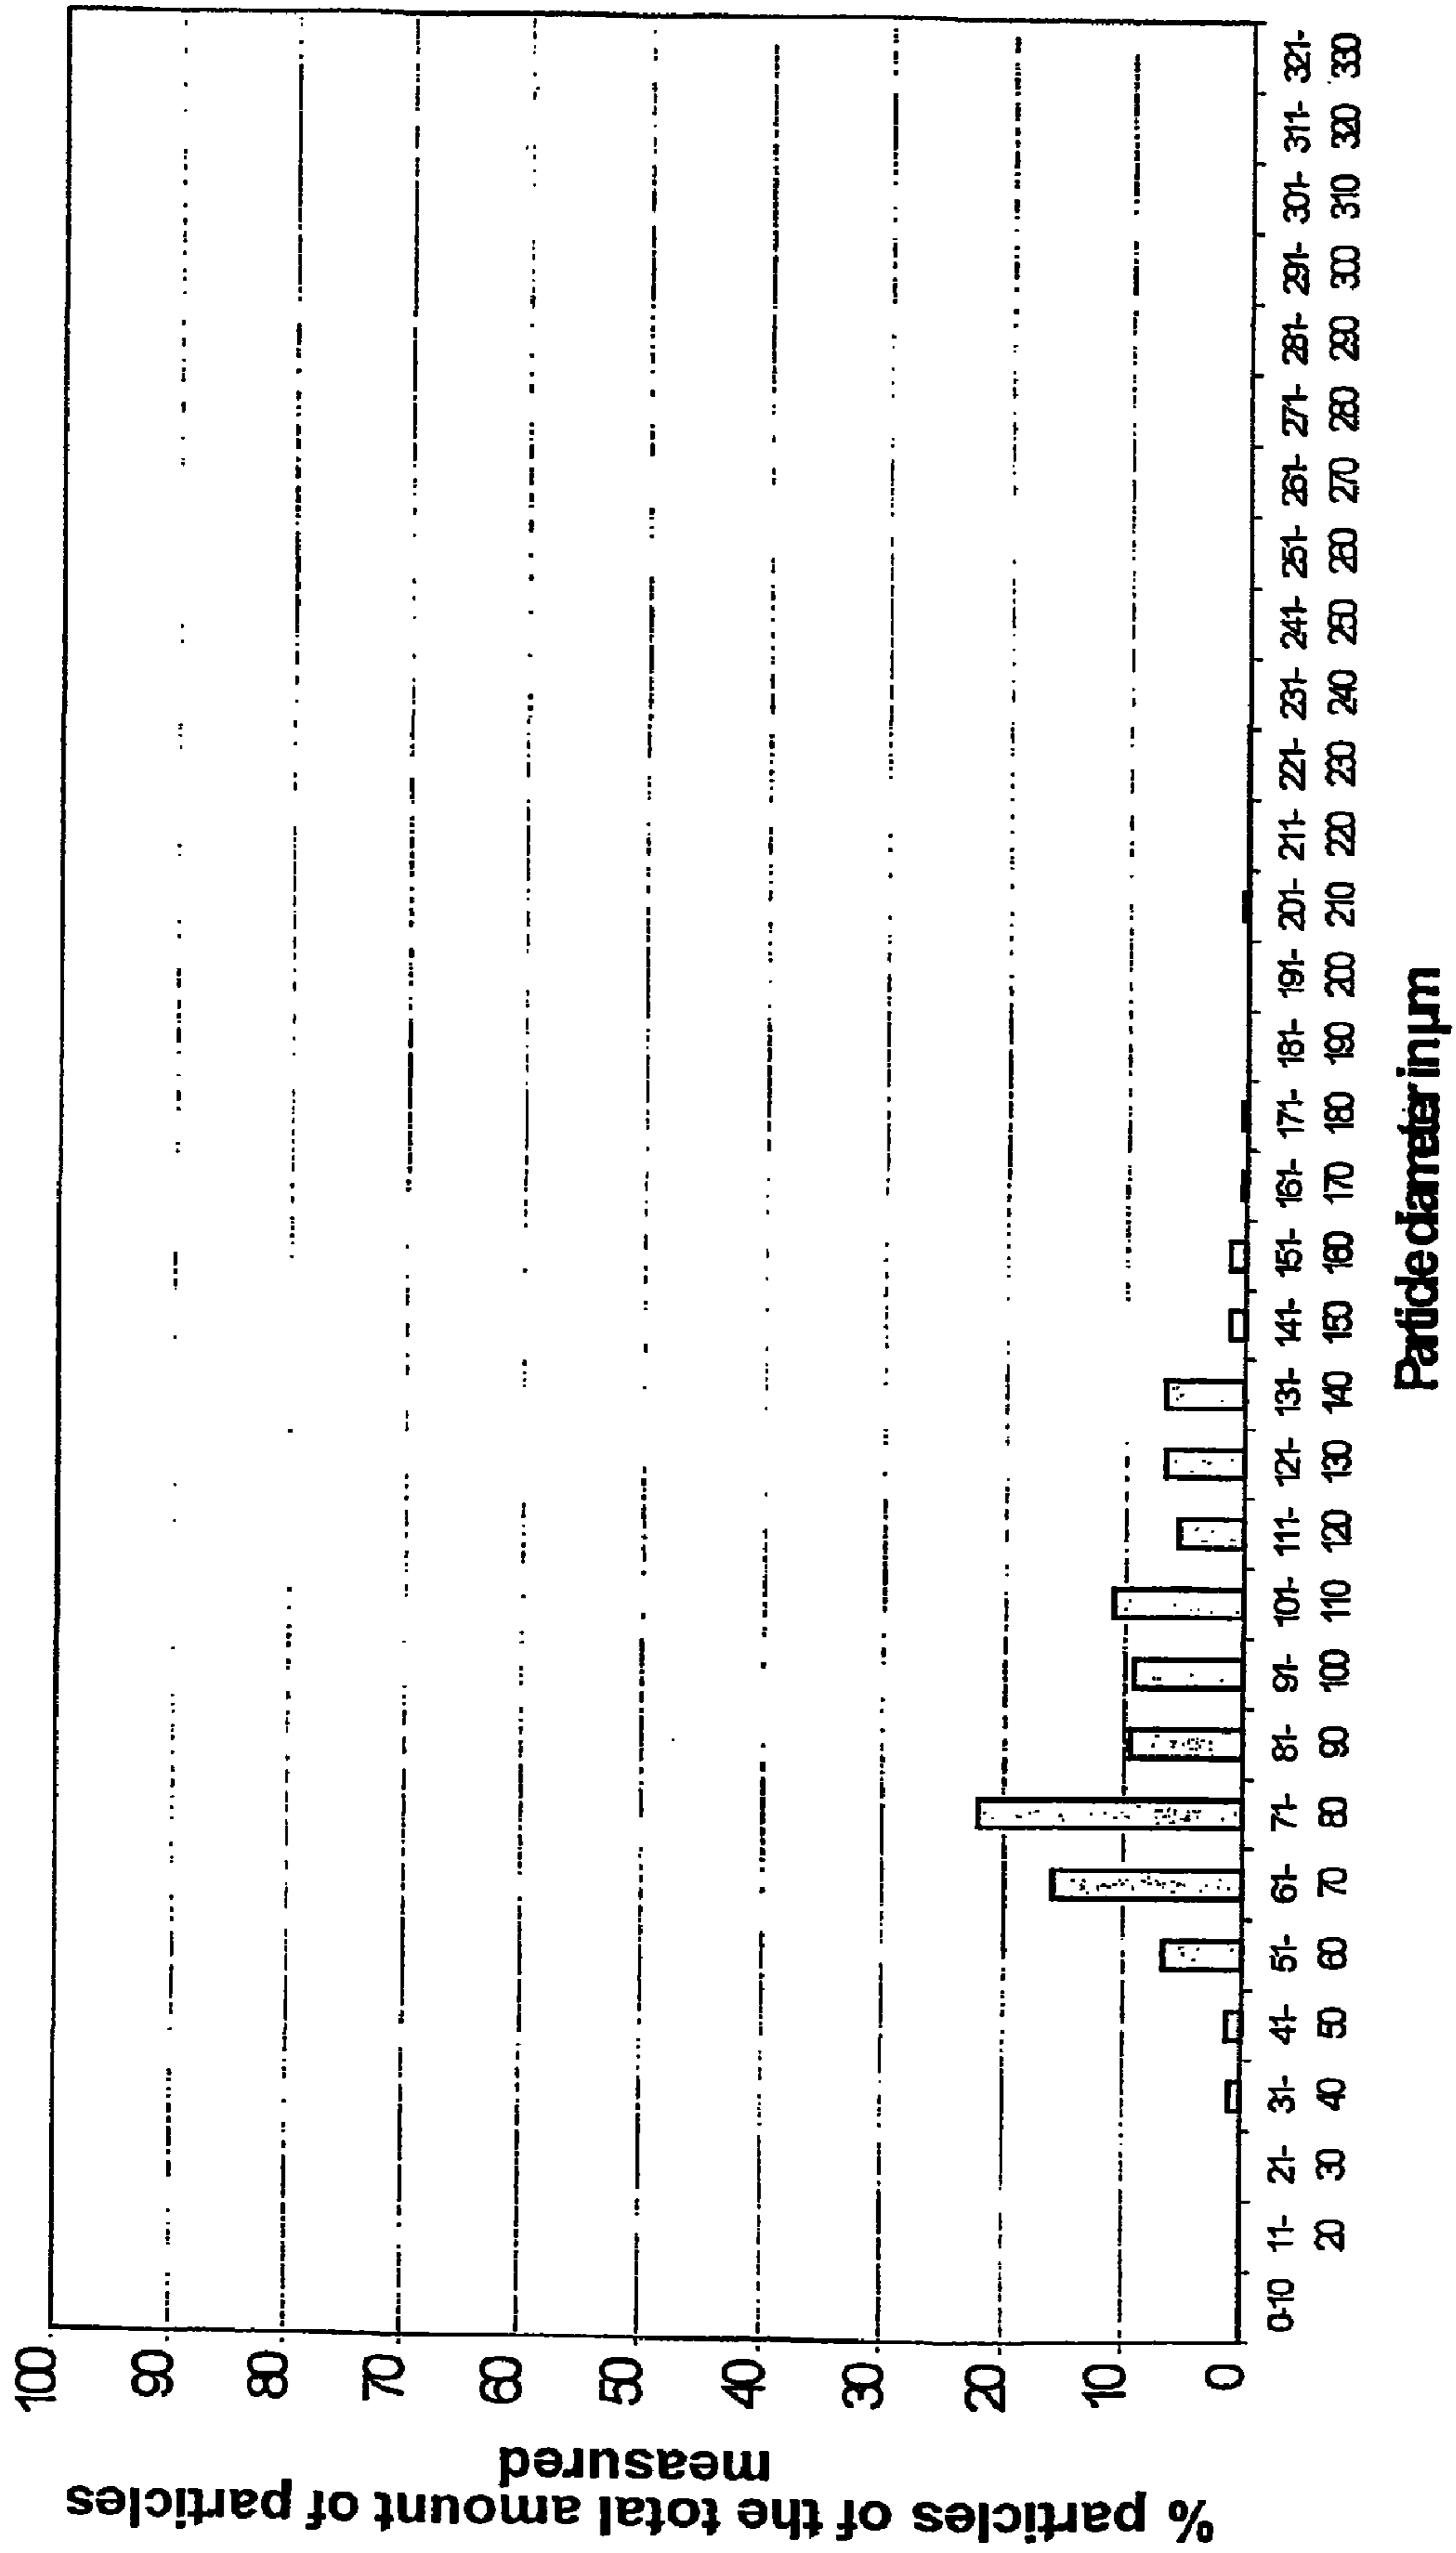 % particles of the total amount of particles
measured
100
90
80
70
60
50
40
30
20
10
0
0-10 11- 21- 31- 41- 51- 61- 71- 81- 91- 101- 111- 121- 131- 141- 151- 161- 171- 181- 191- 201- 211- 221- 231- 241- 251- 261- 271- 281- 291- 301- 311- 321-
20 30 40 50 60 70 80 90 100 110 120 130 140 150 160 170 180 190 200 210 220 230 240 250 260 270 280 290 300 310 320 330
Particle diameter in µm